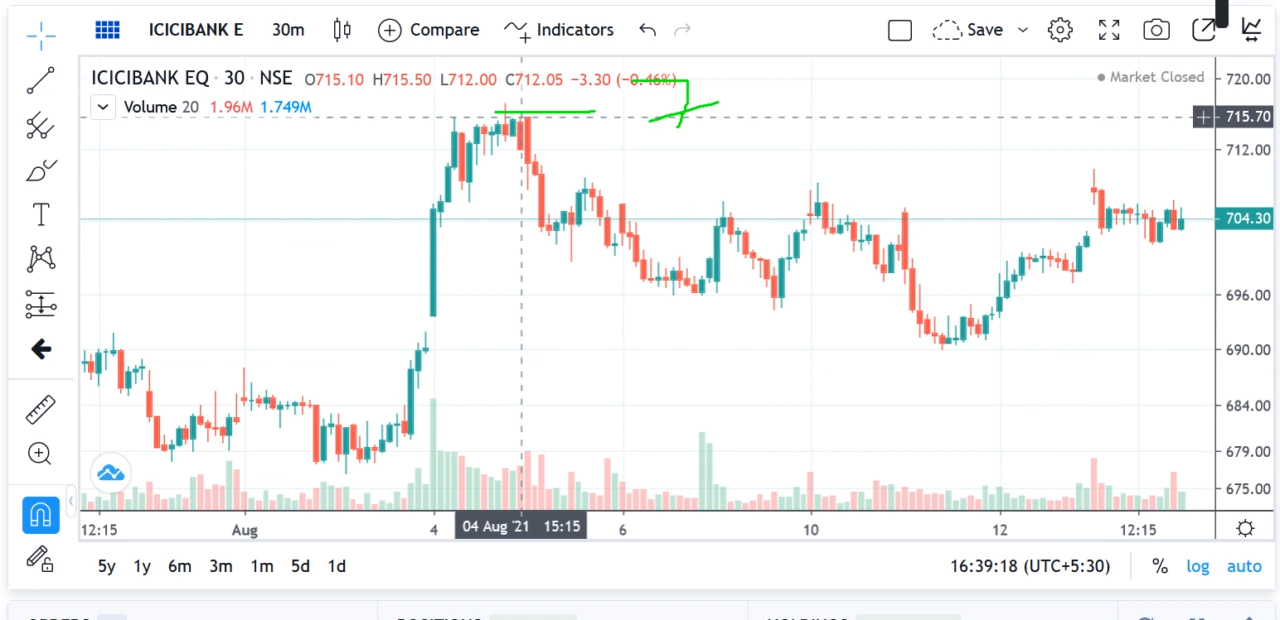 ICICIBANK E 30m Compare Indicators Save
ICICIBANK EQ · 30 · NSE O715.10 H715.50 L712.00 C712.05 −3.30 (−0.46%) Market Closed
Volume 20 1.96M 1.749M
720.00
715.70
712.00
704.30
696.00
690.00
684.00
679.00
675.00
12:15 Aug 4 04 Aug '21 15:15 6 10 12 12:15
5y 1y 6m 3m 1m 5d 1d 16:39:18 (UTC+5:30) % log auto